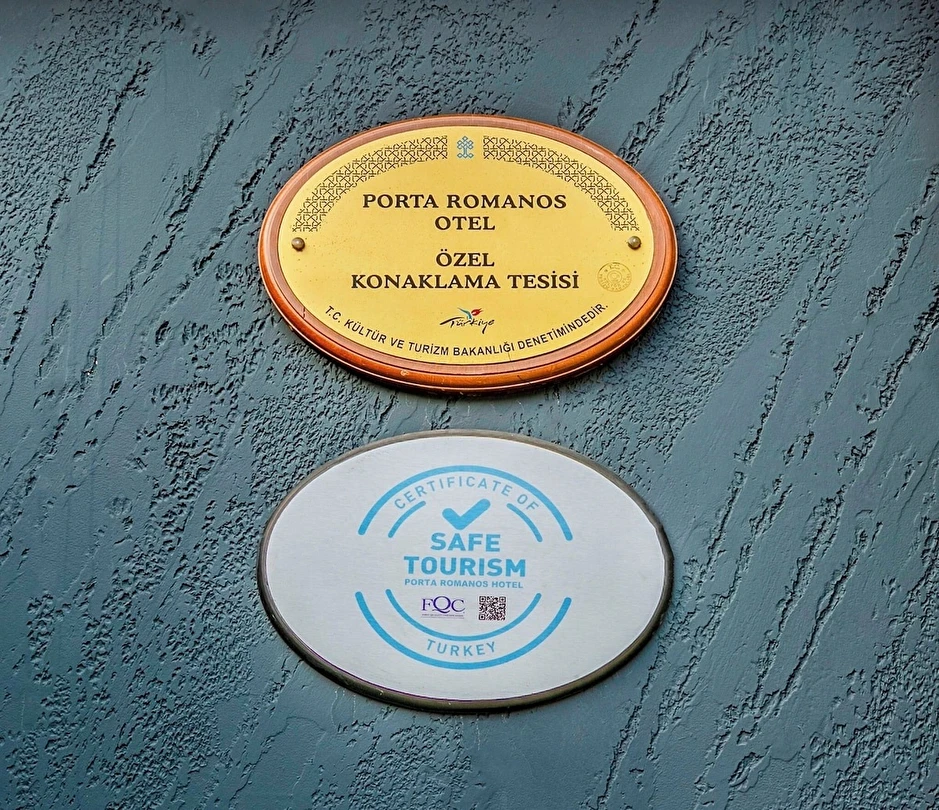 PORTA ROMANOS
OTEL
ÖZEL
KONAKLAMA TESİSİ
Türkiye
T.C. KÜLTÜR VE TURİZM BAKANLIĞI DENETİMİNDEDİR.
CERTIFICATE OF
SAFE
TOURISM
PORTA ROMANOS HOTEL
FQC
TURKEY